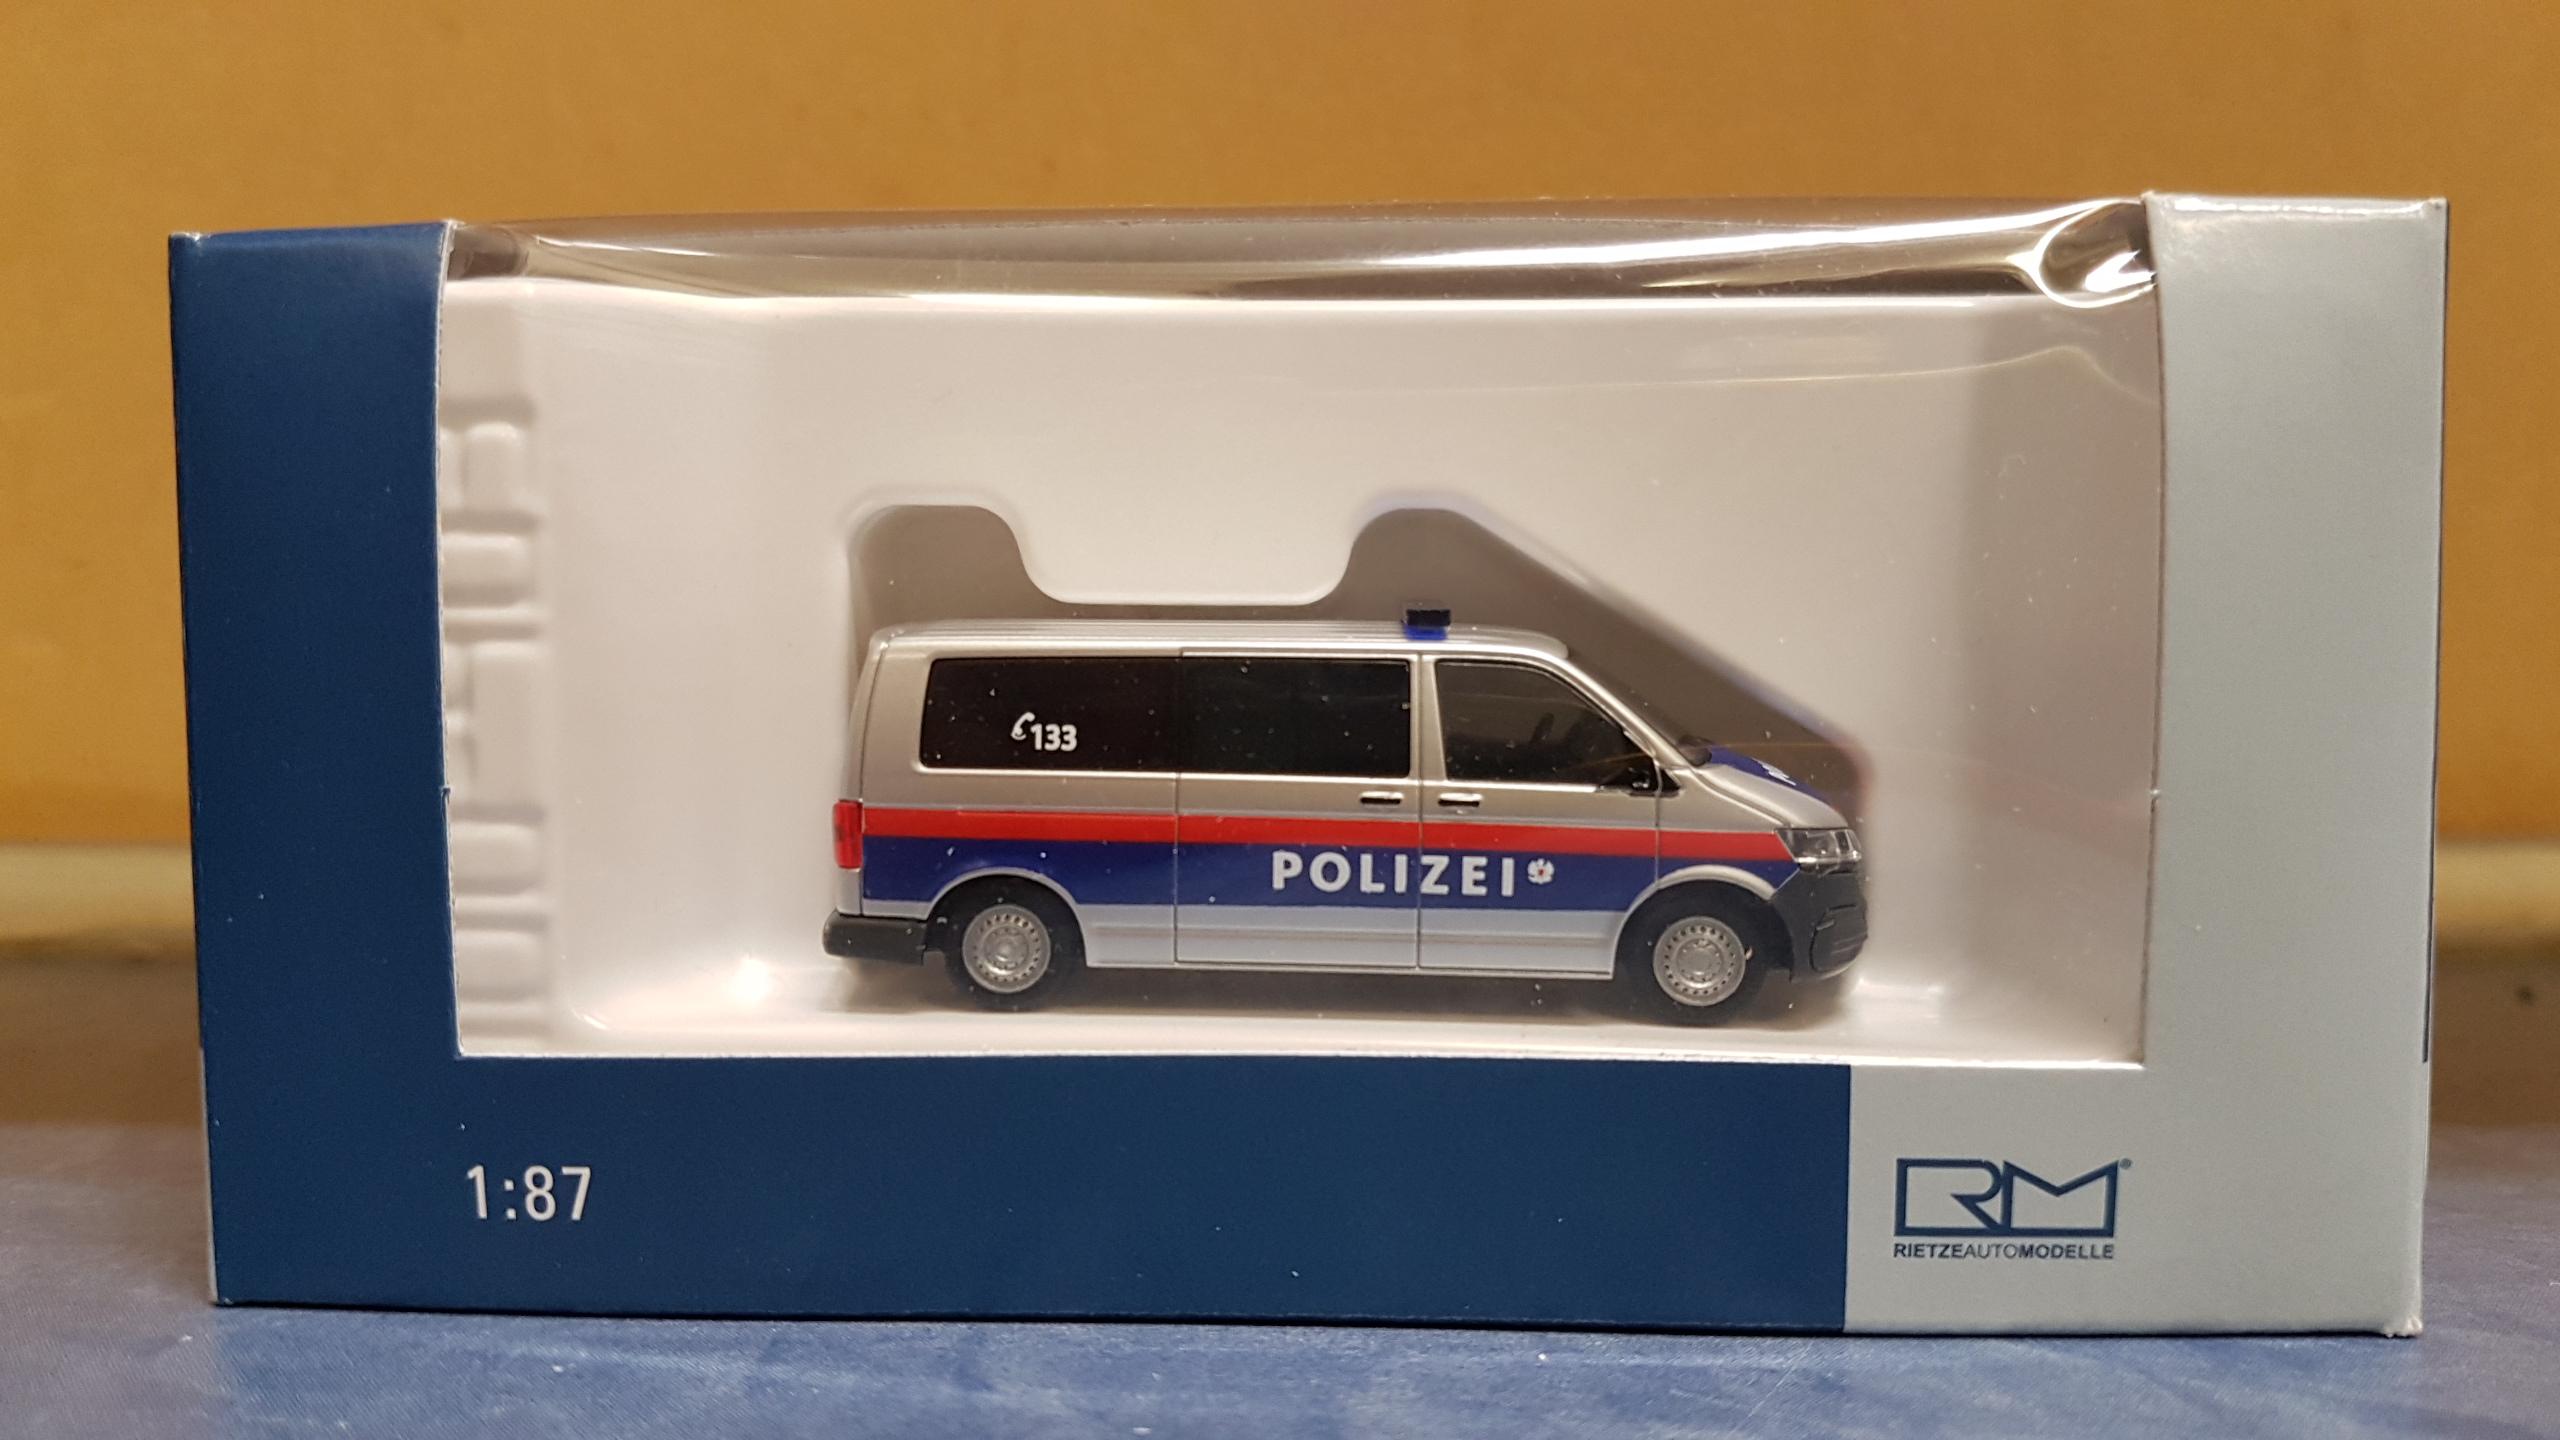 133
POLIZEI
1:87
RM®
RIETZEAUTOMODELLE